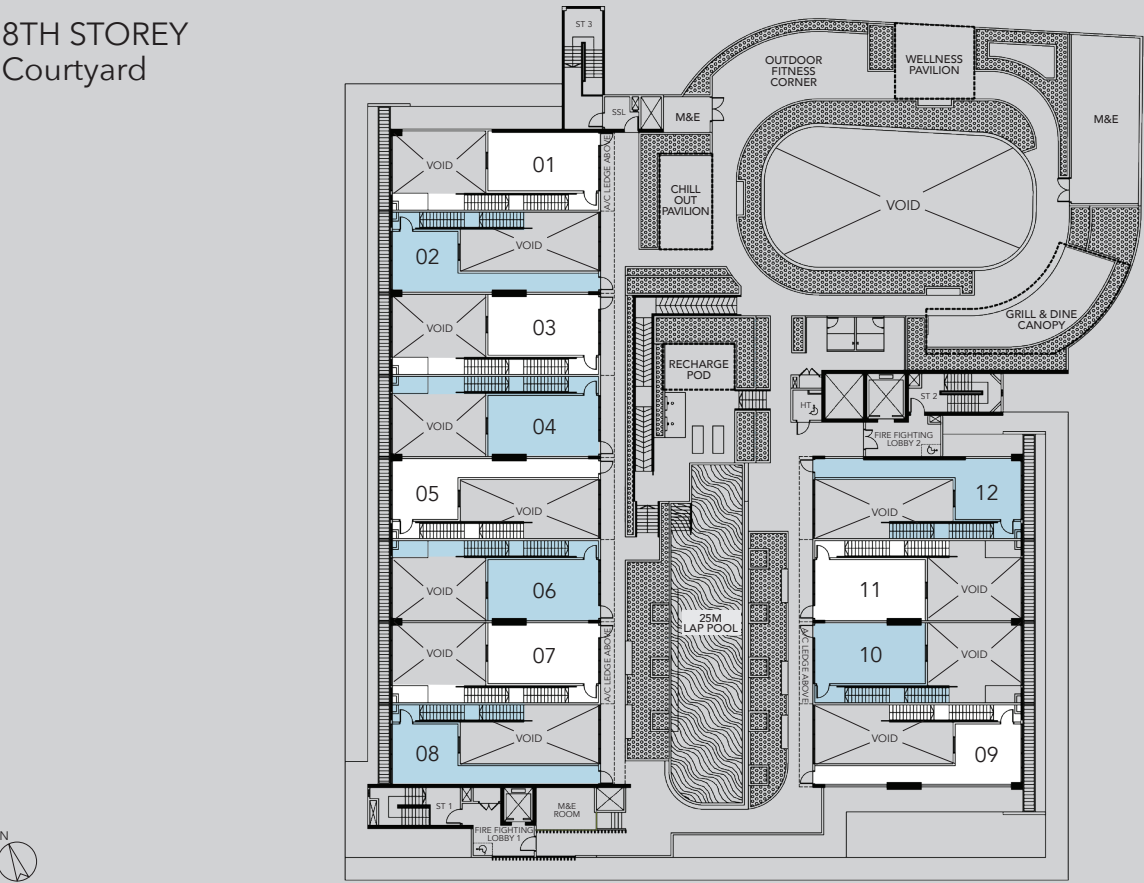 8TH STOREY
Courtyard
ST 3
OUTDOOR
FITNESS
CORNER
WELLNESS
PAVILION
SSL
M&E
M&E
VOID
01
A/C LEDGE ABOVE
CHILL
OUT
PAVILION
VOID
02
VOID
VOID
03
GRILL & DINE
CANOPY
RECHARGE
POD
HT
ST 2
VOID
04
FIRE FIGHTING
LOBBY 2
05
VOID
VOID
12
VOID
06
11
VOID
25M
LAP POOL
VOID
07
A/C LEDGE ABOVE
A/C LEDGE ABOVE
10
VOID
08
VOID
VOID
09
ST 1
M&E
ROOM
FIRE FIGHTING
LOBBY 1
N